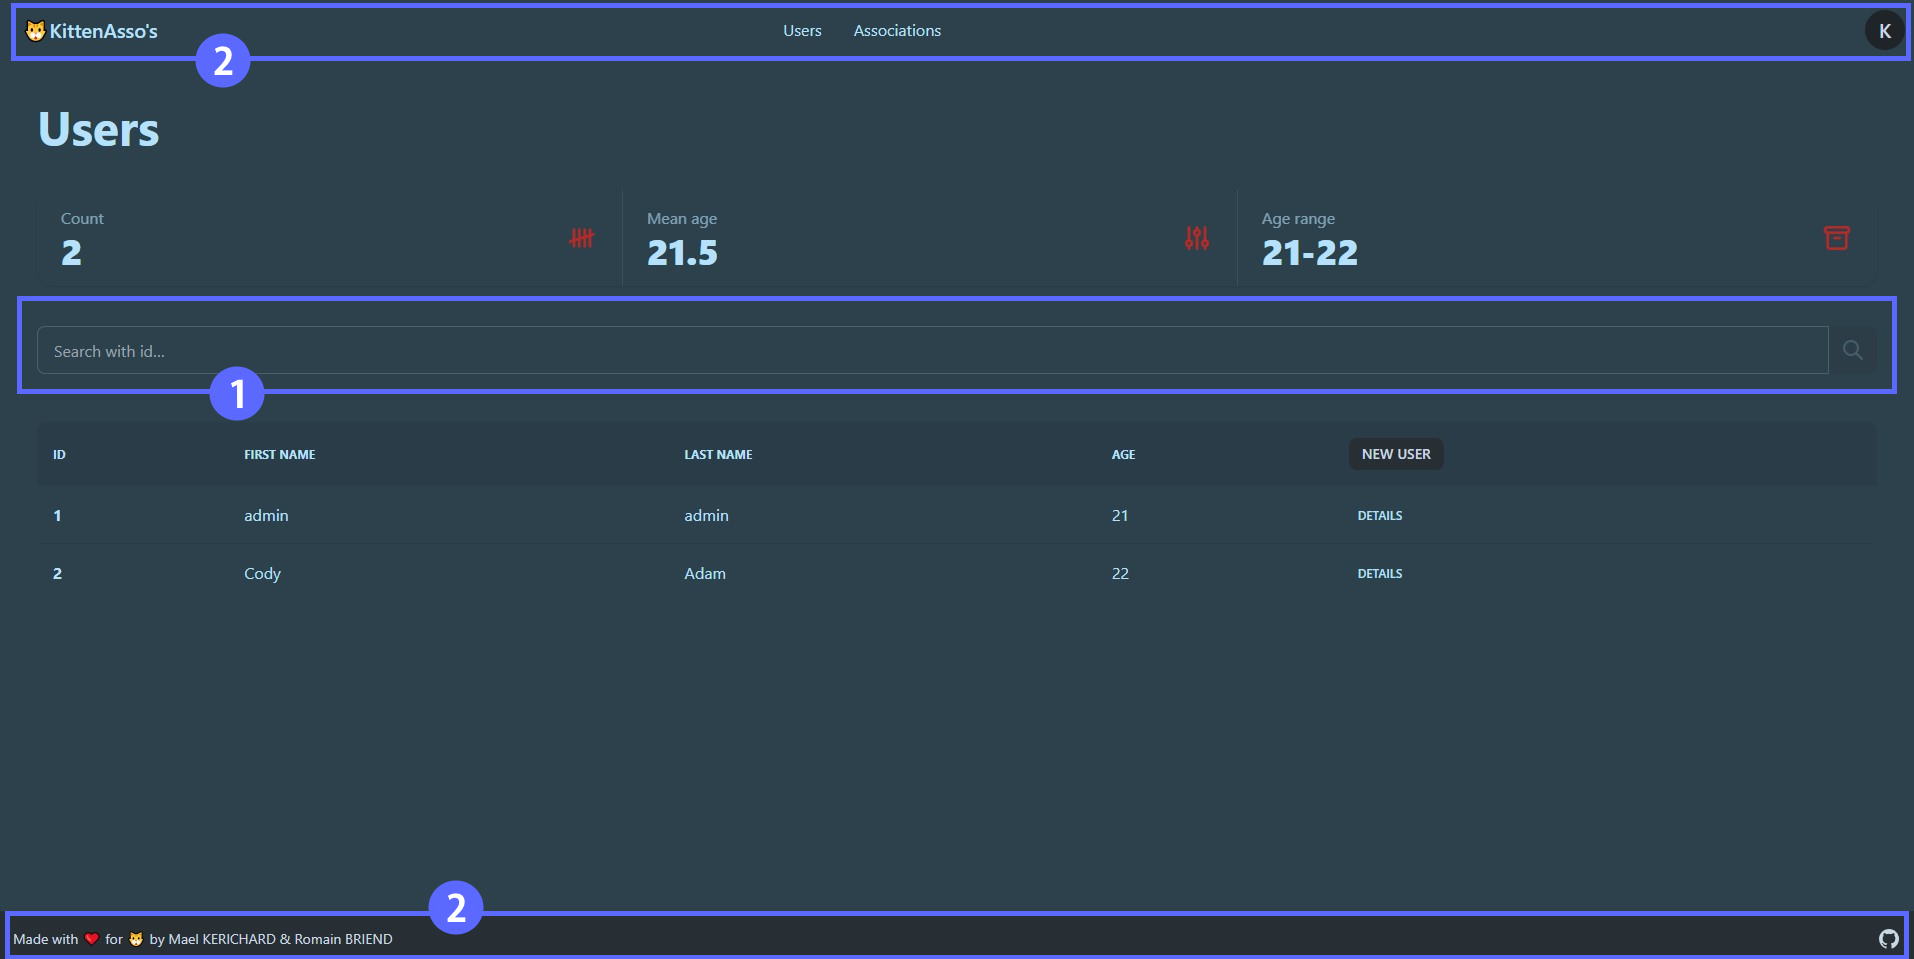 🐱KittenAsso's Users Associations K
2
Users
Count Mean age Age range
2 21.5 21-22
Search with id...
1
ID FIRST NAME LAST NAME AGE NEW USER
1 admin admin 21 DETAILS
2 Cody Adam 22 DETAILS
2
Made with ❤️ for 🐱 by Mael KERICHARD & Romain BRIEND